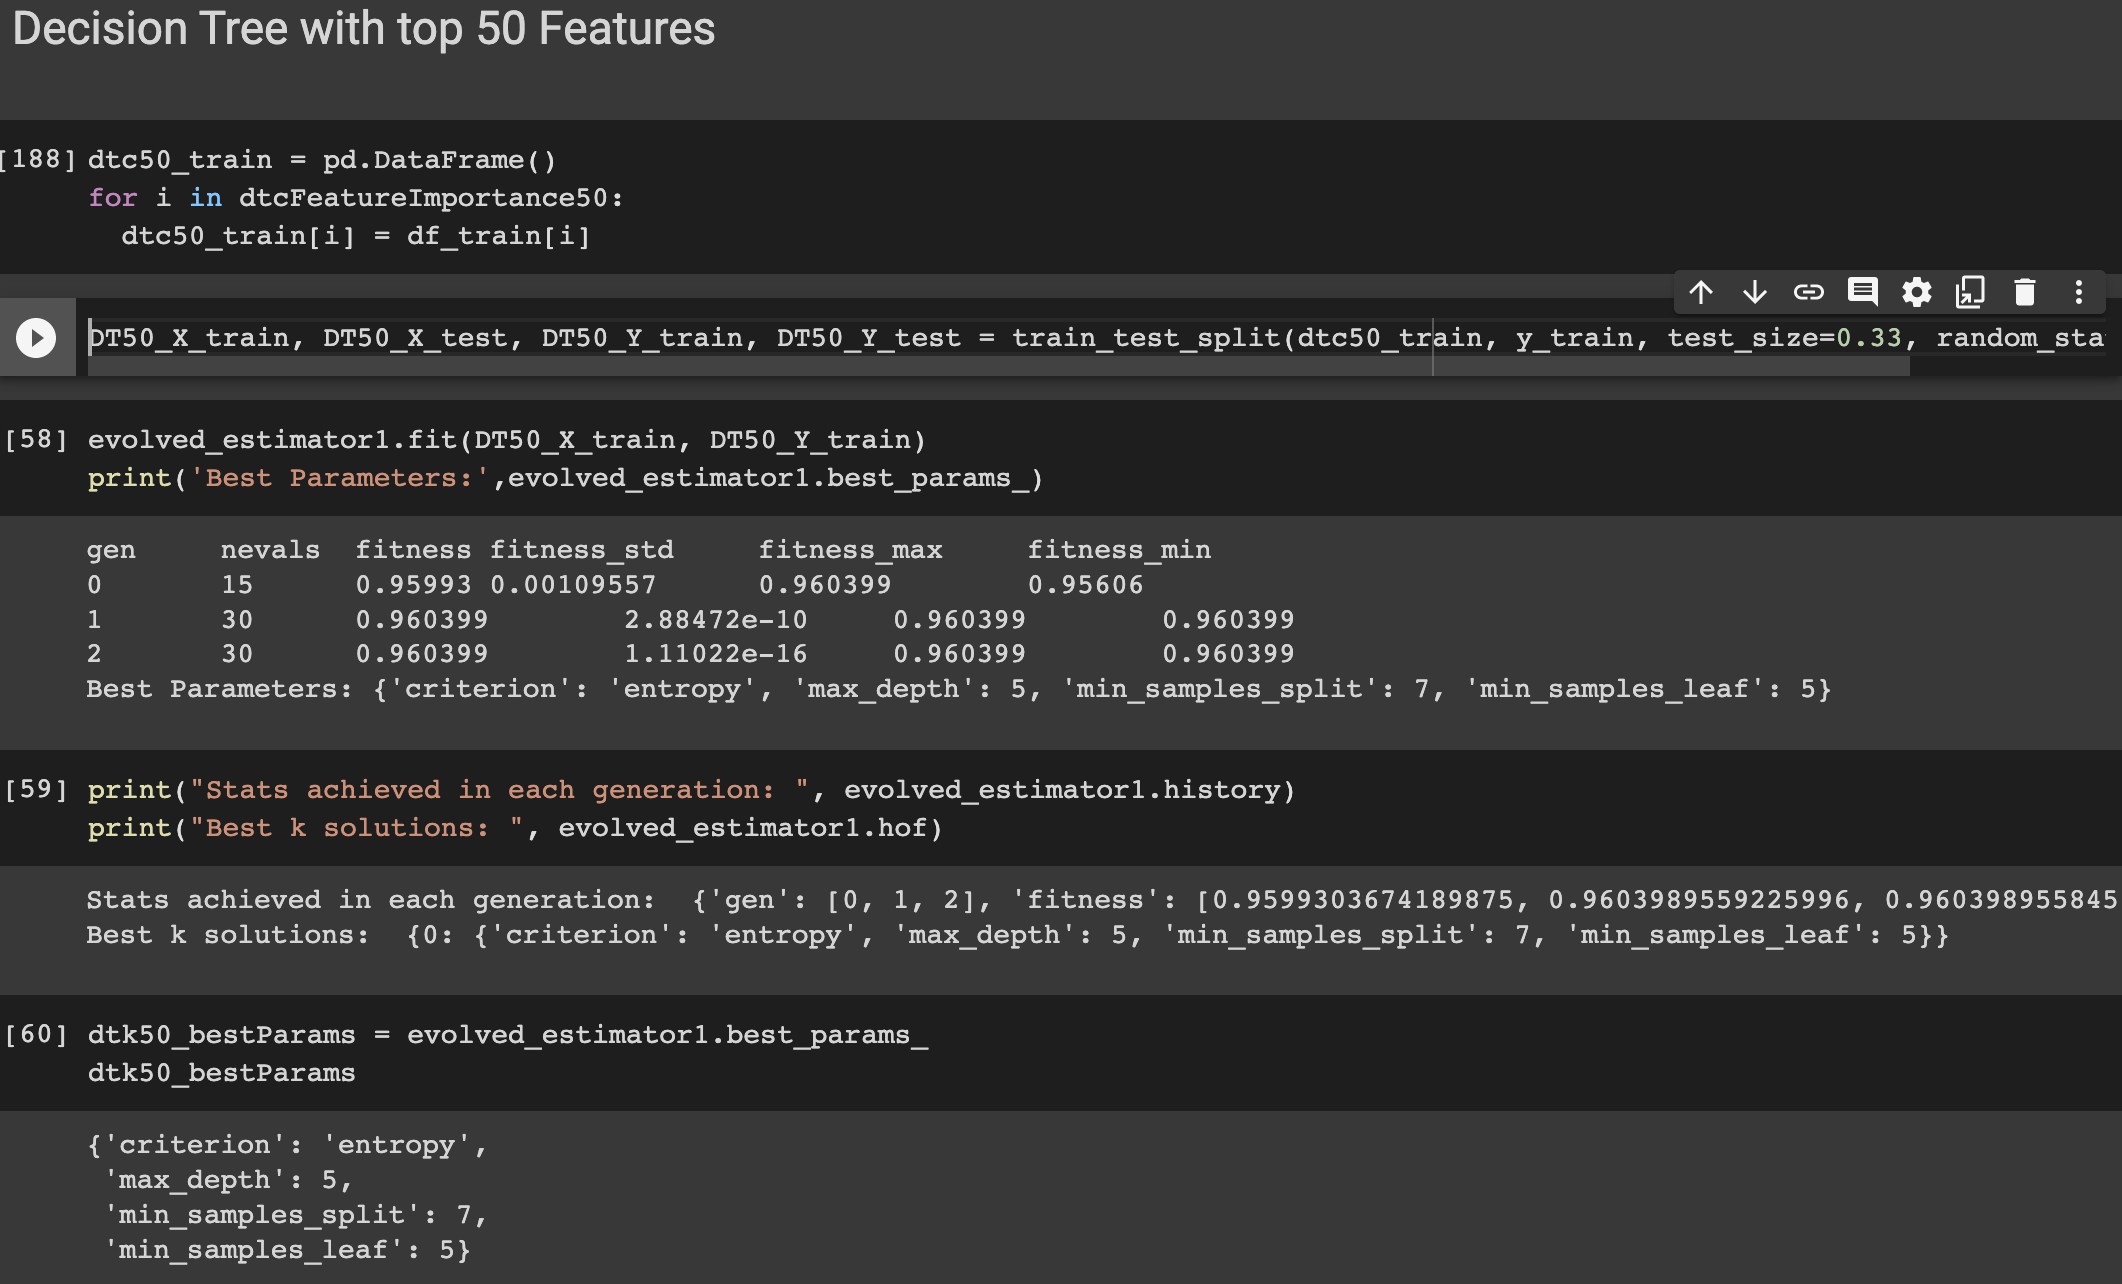 Decision Tree with top 50 Features
[188] dtc50_train = pd.DataFrame()
for i in dtcFeatureImportance50:
  dtc50_train[i] = df_train[i]
DT50_X_train, DT50_X_test, DT50_Y_train, DT50_Y_test = train_test_split(dtc50_train, y_train, test_size=0.33, random_sta
[58] evolved_estimator1.fit(DT50_X_train, DT50_Y_train)
print('Best Parameters:',evolved_estimator1.best_params_)
gen nevals fitness fitness_std fitness_max fitness_min
0 15 0.95993 0.00109557 0.960399 0.95606
1 30 0.960399 2.88472e-10 0.960399 0.960399
2 30 0.960399 1.11022e-16 0.960399 0.960399
Best Parameters: {'criterion': 'entropy', 'max_depth': 5, 'min_samples_split': 7, 'min_samples_leaf': 5}
[59] print("Stats achieved in each generation: ", evolved_estimator1.history)
print("Best k solutions: ", evolved_estimator1.hof)
Stats achieved in each generation:  {'gen': [0, 1, 2], 'fitness': [0.9599303674189875, 0.9603989559225996, 0.960398955845
Best k solutions:  {0: {'criterion': 'entropy', 'max_depth': 5, 'min_samples_split': 7, 'min_samples_leaf': 5}}
[60] dtk50_bestParams = evolved_estimator1.best_params_
dtk50_bestParams
{'criterion': 'entropy',
 'max_depth': 5,
 'min_samples_split': 7,
 'min_samples_leaf': 5}